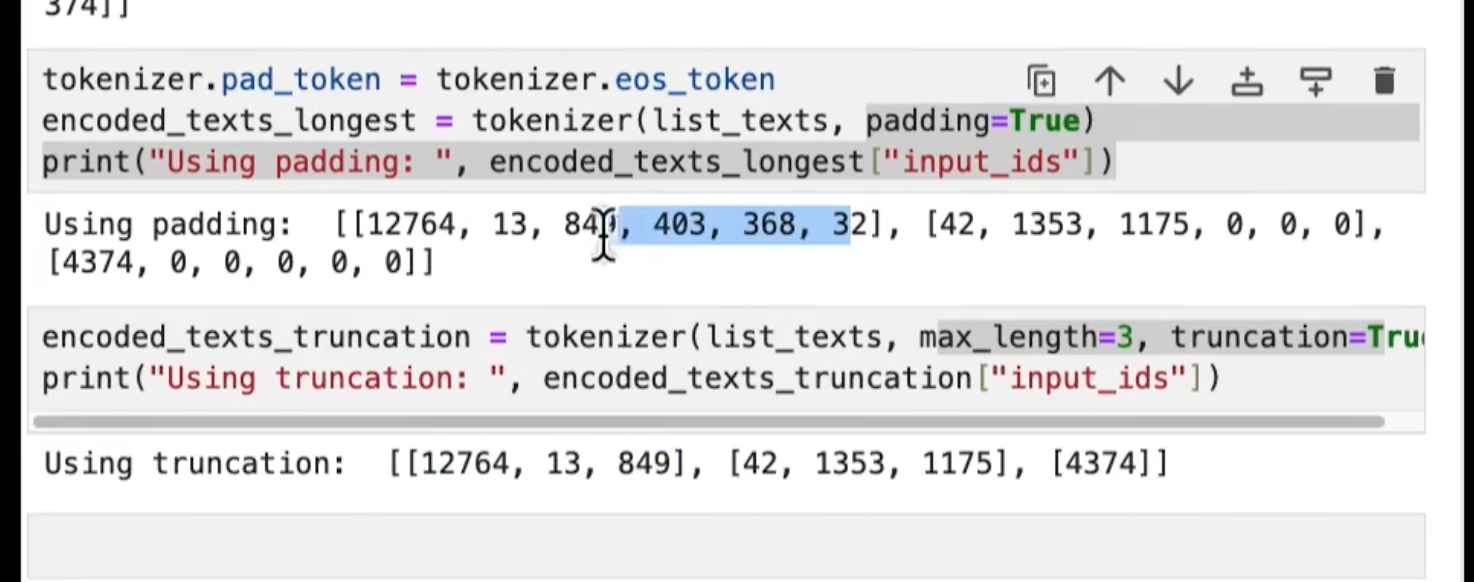 374]]
tokenizer.pad_token = tokenizer.eos_token
encoded_texts_longest = tokenizer(list_texts, padding=True)
print("Using padding: ", encoded_texts_longest["input_ids"])
Using padding:  [[12764, 13, 849, 403, 368, 32], [42, 1353, 1175, 0, 0, 0],
[4374, 0, 0, 0, 0, 0]]
encoded_texts_truncation = tokenizer(list_texts, max_length=3, truncation=Tru
print("Using truncation: ", encoded_texts_truncation["input_ids"])
Using truncation:  [[12764, 13, 849], [42, 1353, 1175], [4374]]